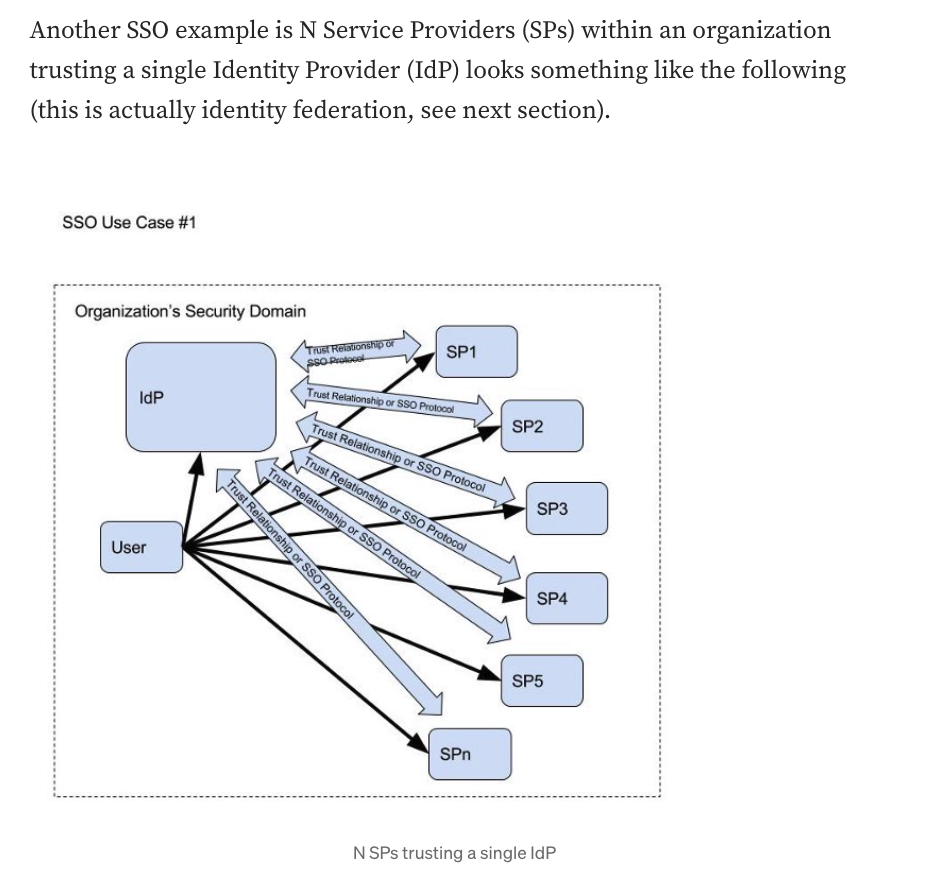 Another SSO example is N Service Providers (SPs) within an organization
trusting a single Identity Provider (IdP) looks something like the following
(this is actually identity federation, see next section).
SSO Use Case #1
Organization's Security Domain
IdP
Trust Relationship or
SSO Protocol
SP1
Trust Relationship or SSO Protocol
SP2
Trust Relationship or SSO Protocol
SP3
Trust Relationship or SSO Protocol
SP4
Trust Relationship or SSO Protocol
SP5
Trust Relationship or SSO Protocol
SPn
User
N SPs trusting a single IdP